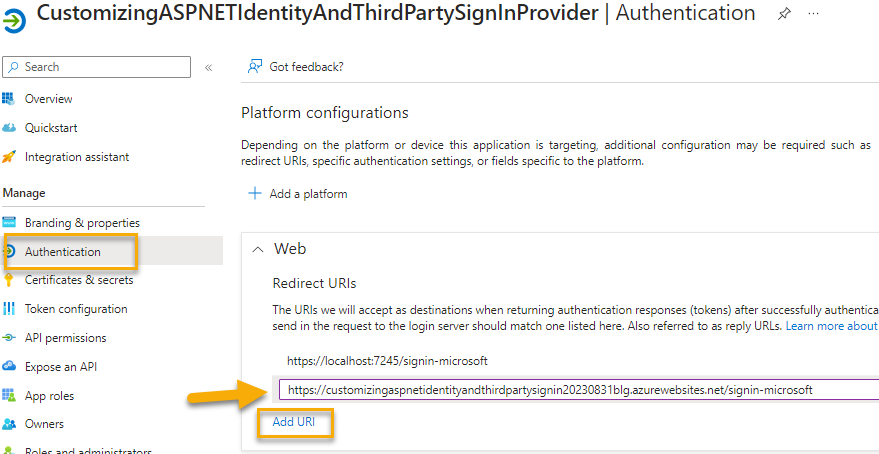 CustomizingASPNETIdentityAndThirdPartySignInProvider | Authentication
Search
Got feedback?
Overview
Quickstart
Integration assistant
Manage
Branding & properties
Authentication
Certificates & secrets
Token configuration
API permissions
Expose an API
App roles
Owners
Roles and administrators
Platform configurations
Depending on the platform or device this application is targeting, additional configuration may be required such as
redirect URIs, specific authentication settings, or fields specific to the platform.
Add a platform
Web
Redirect URIs
The URIs we will accept as destinations when returning authentication responses (tokens) after successfully authentica
send in the request to the login server should match one listed here. Also referred to as reply URLs. Learn more about
https://localhost:7245/signin-microsoft
https://customizingaspnetidentityandthirdpartysignin20230831blg.azurewebsites.net/signin-microsoft
Add URI